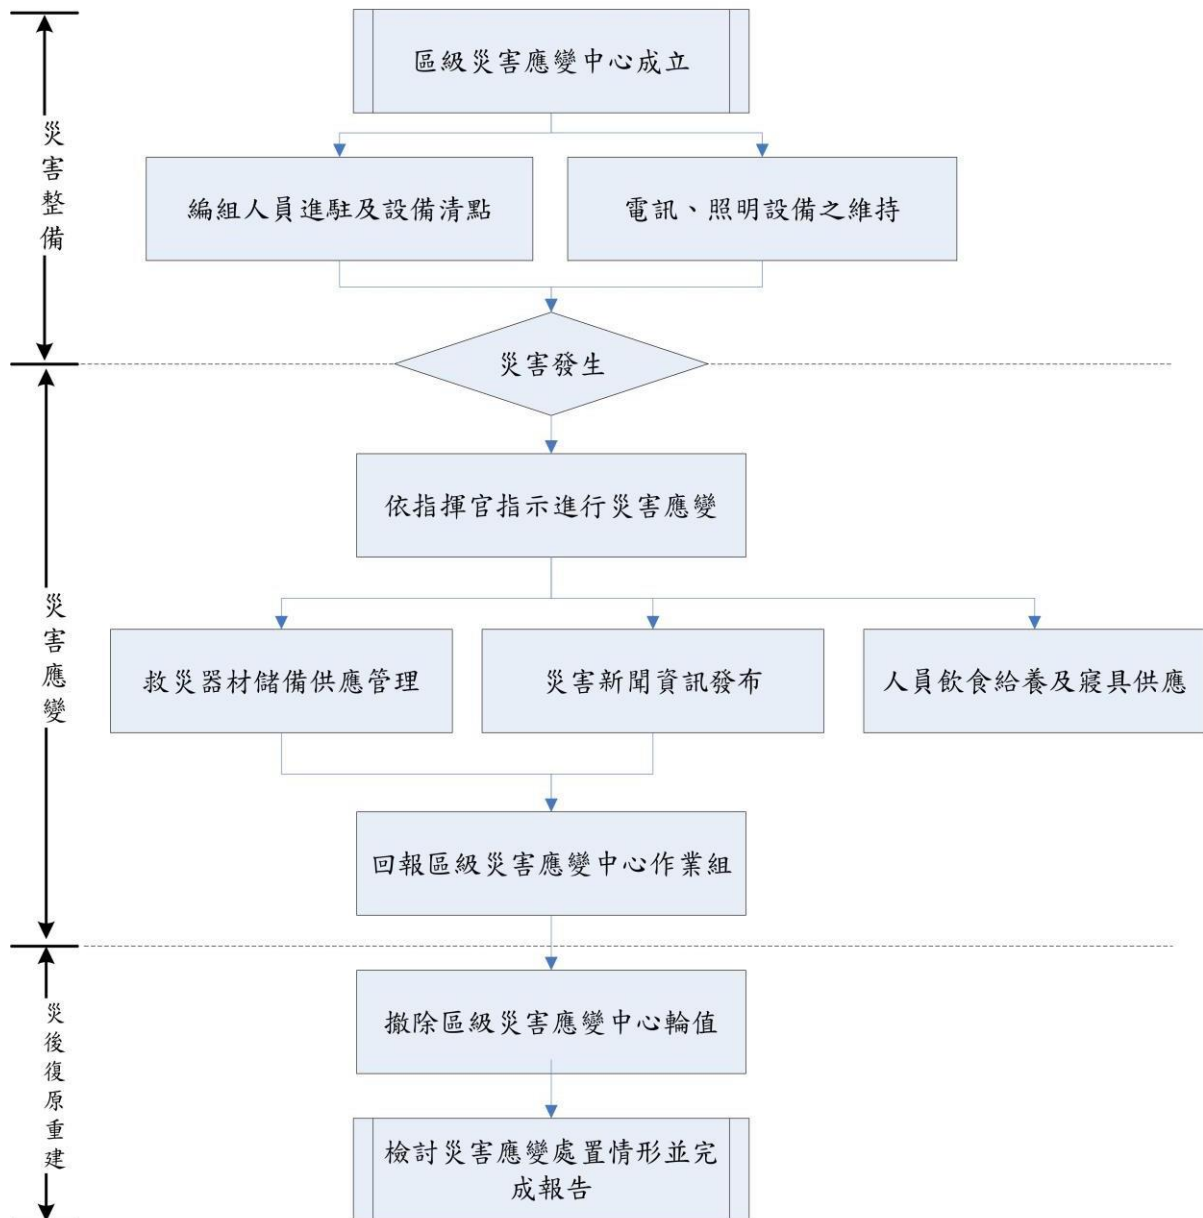 區級災害應變中心成立
災害整備
編組人員進駐及設備清點
電訊、照明設備之維持
災害發生
依指揮官指示進行災害應變
災害應變
救災器材儲備供應管理
災害新聞資訊發布
人員飲食給養及寢具供應
回報區級災害應變中心作業組
災後復原重建
撤除區級災害應變中心輪值
檢討災害應變處置情形並完
成報告